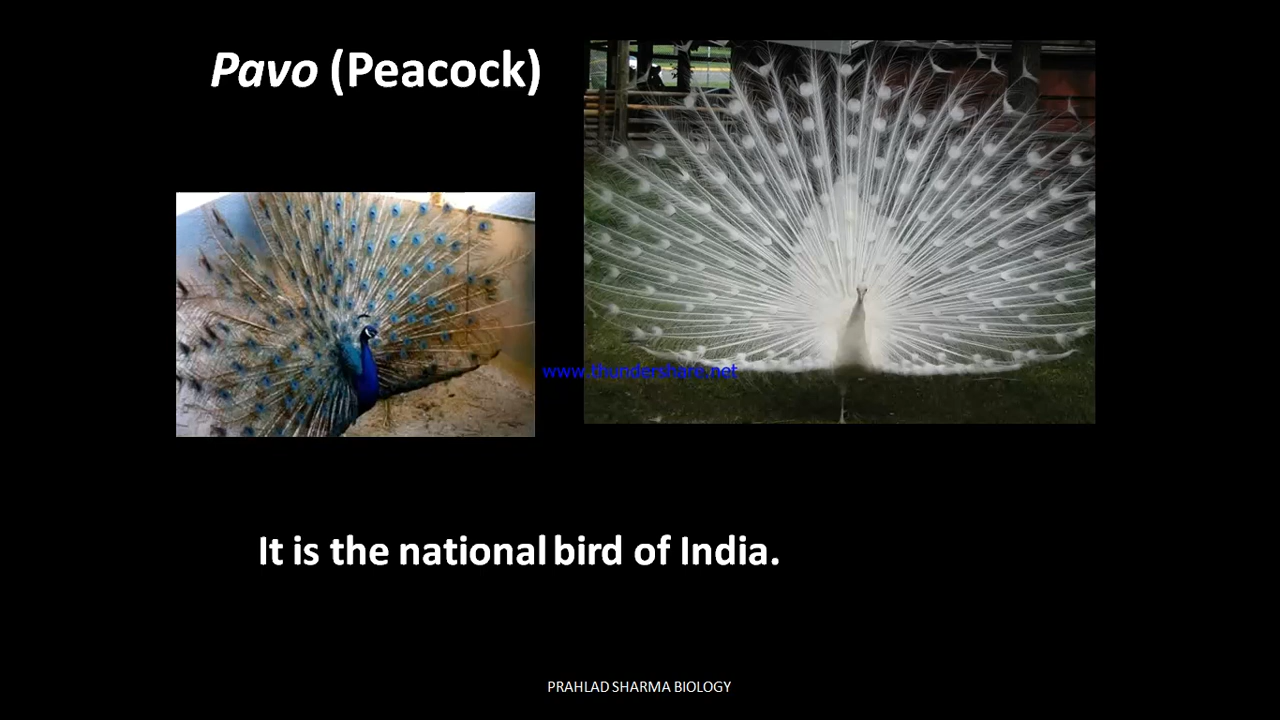 Pavo (Peacock)
www.thundershare.net
It is the national bird of India.
PRAHLAD SHARMA BIOLOGY